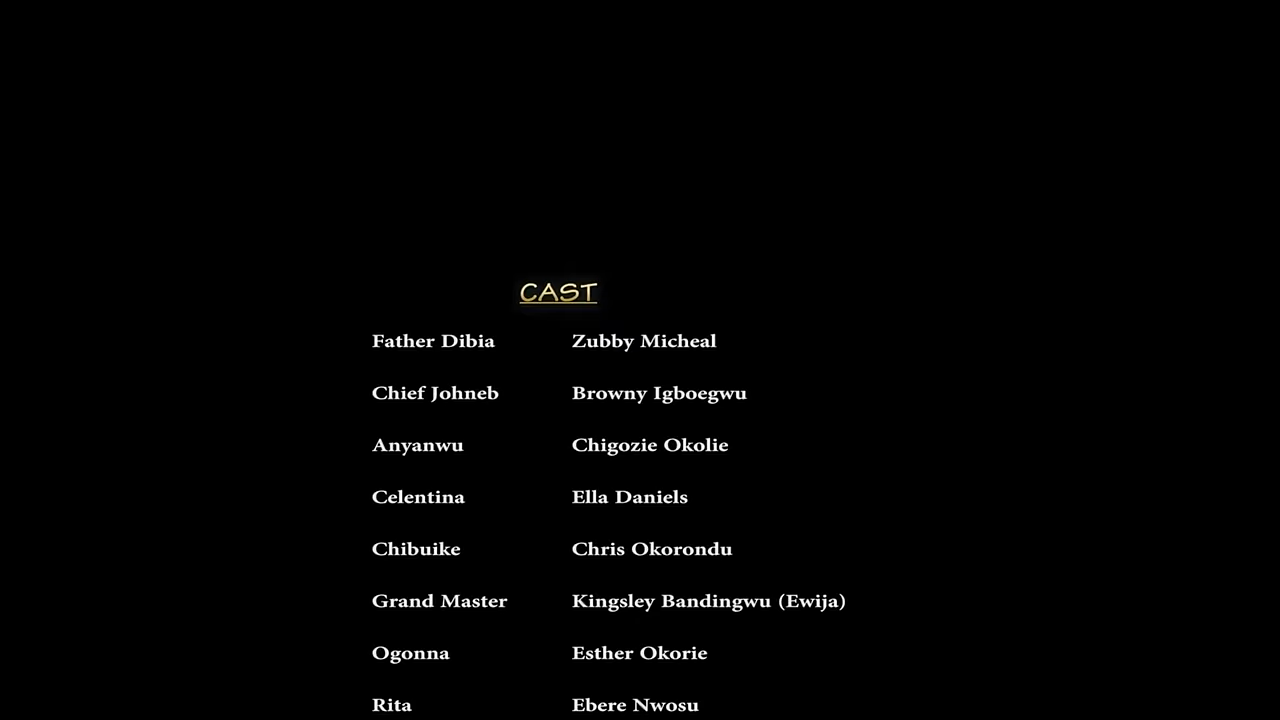 CAST
Father Dibia Zubby Micheal
Chief Johneb Browny Igboegwu
Anyanwu Chigozie Okolie
Celentina Ella Daniels
Chibuike Chris Okorondu
Grand Master Kingsley Bandingwu (Ewija)
Ogonna Esther Okorie
Rita Ebere Nwosu